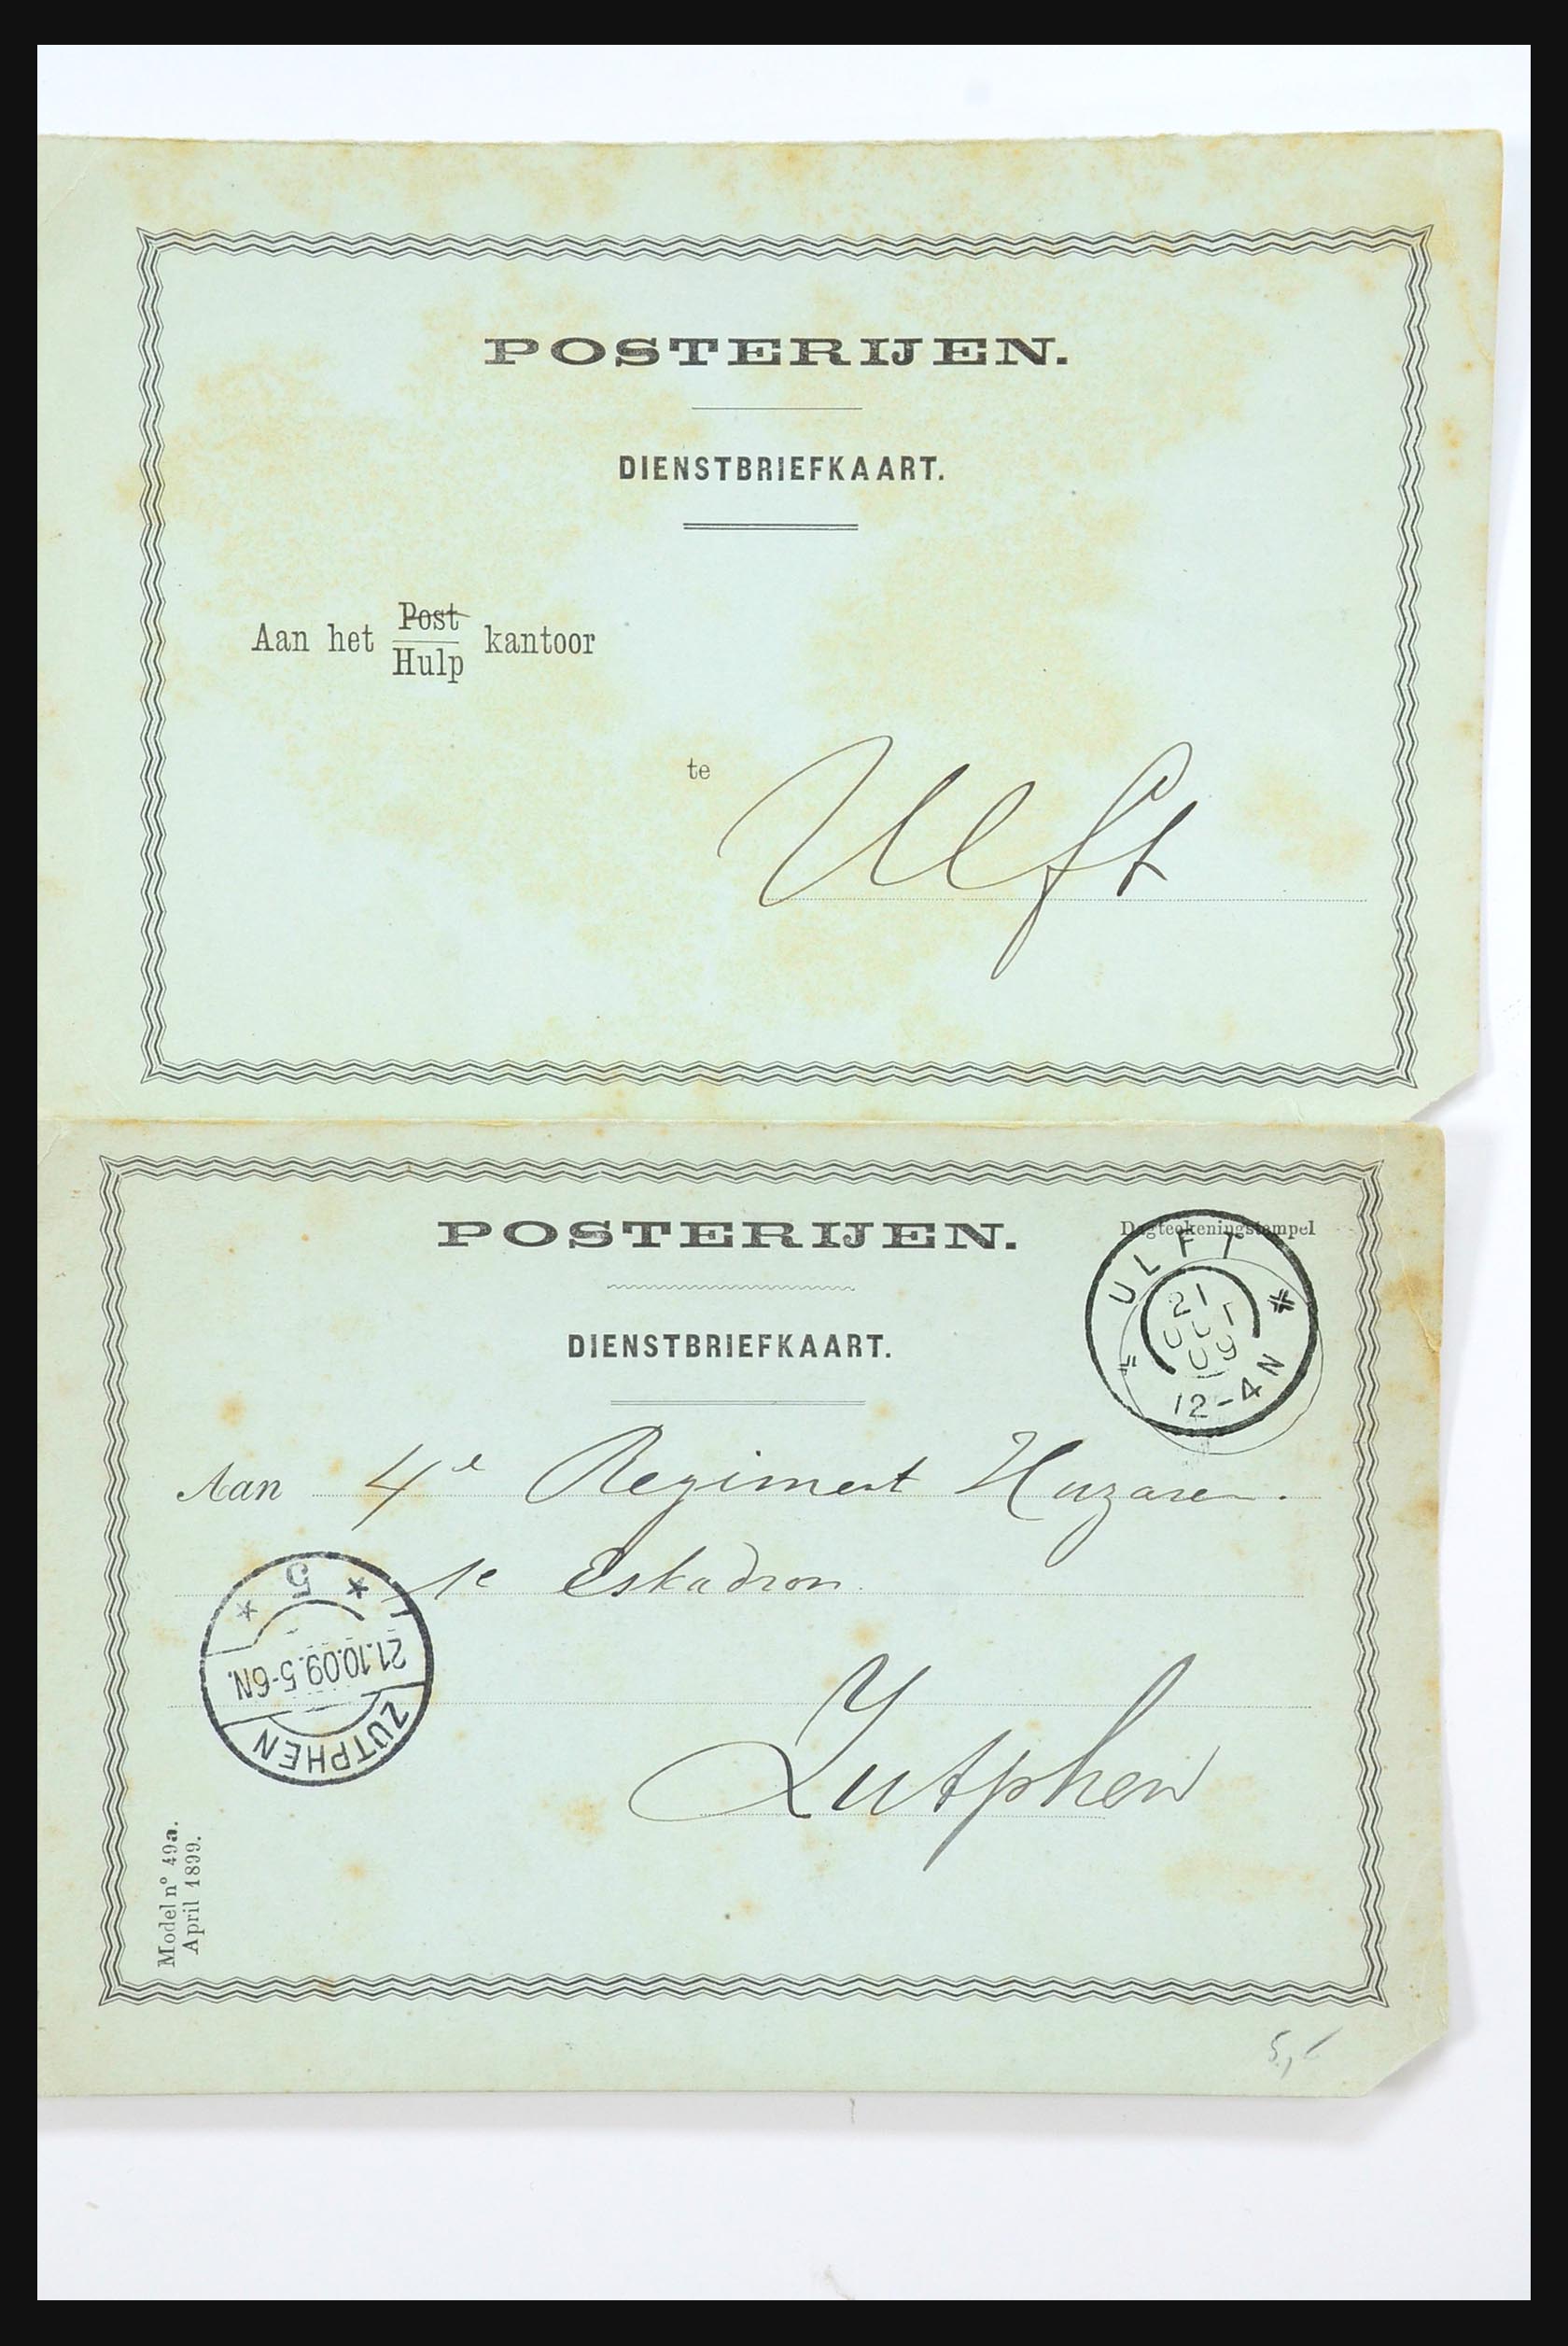 POSTERIJEN.
DIENSTBRIEFKAART.
Aan het Post kantoor
Hulp
te
Ulft
POSTERIJEN.
Dagteekeningstempel
DIENSTBRIEFKAART.
ULFT
21 OCT 09
12-4N
Aan 4e Regiment Huzaren.
1e Eskadron
5
21.10.09.5-6N.
ZUTPHEN
Zutphen
Model n° 49a.
April 1899.